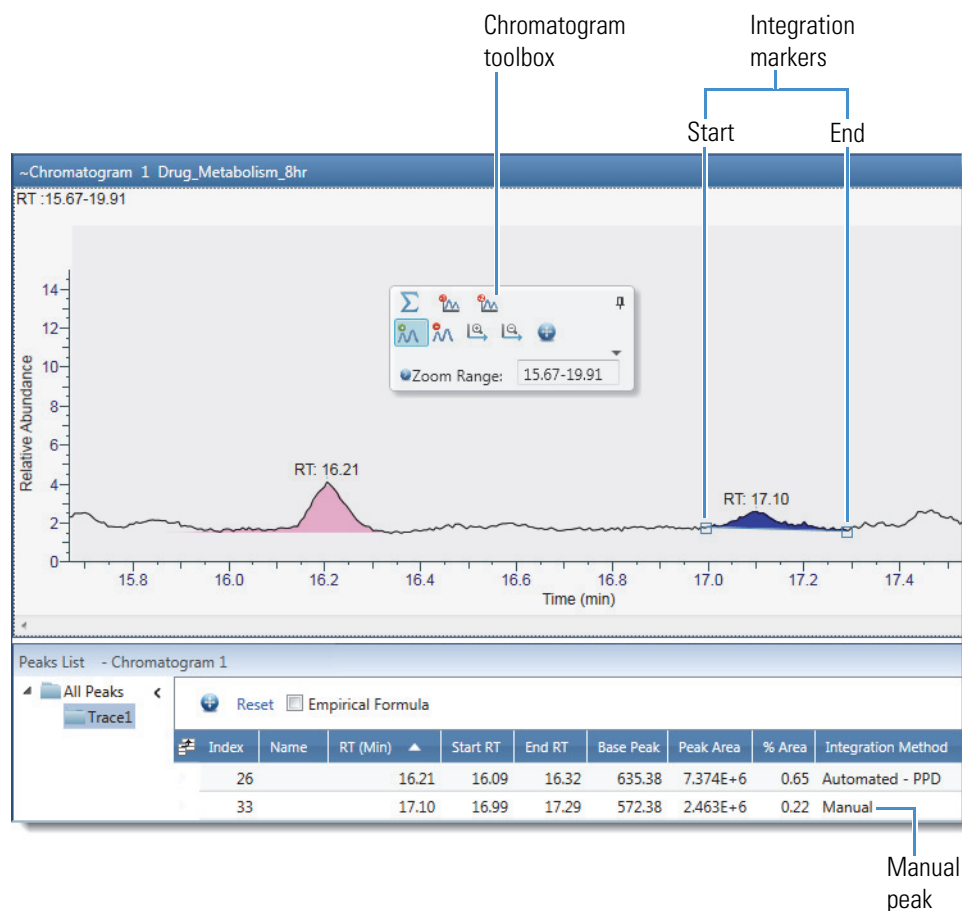 Chromatogram
toolbox
Integration
markers
Start
End
~Chromatogram 1 Drug_Metabolism_8hr
RT :15.67-19.91
Relative Abundance
14
12
10
8
6
4
2
0
Zoom Range: 15.67-19.91
RT: 16.21
RT: 17.10
15.8 16.0 16.2 16.4 16.6 16.8 17.0 17.2 17.4
Time (min)
Peaks List - Chromatogram 1
All Peaks
Trace1
Reset Empirical Formula
Index Name RT (Min) Start RT End RT Base Peak Peak Area % Area Integration Method
26 16.21 16.09 16.32 635.38 7.374E+6 0.65 Automated - PPD
33 17.10 16.99 17.29 572.38 2.463E+6 0.22 Manual
Manual
peak